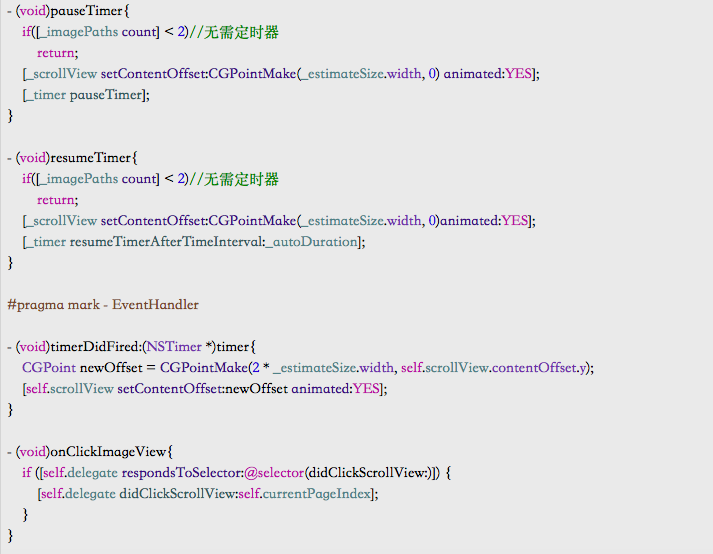 - (void)pauseTimer{
if([_imagePaths count] < 2)//无需定时器
return;
[_scrollView setContentOffset:CGPointMake(_estimateSize.width, 0) animated:YES];
[_timer pauseTimer];
}
- (void)resumeTimer{
if([_imagePaths count] < 2)//无需定时器
return;
[_scrollView setContentOffset:CGPointMake(_estimateSize.width, 0)animated:YES];
[_timer resumeTimerAfterTimeInterval:_autoDuration];
}
#pragma mark - EventHandler
- (void)timerDidFired:(NSTimer *)timer{
CGPoint newOffset = CGPointMake(2 * _estimateSize.width, self.scrollView.contentOffset.y);
[self.scrollView setContentOffset:newOffset animated:YES];
}
- (void)onClickImageView{
if ([self.delegate respondsToSelector:@selector(didClickScrollView:)]) {
[self.delegate didClickScrollView:self.currentPageIndex];
}
}